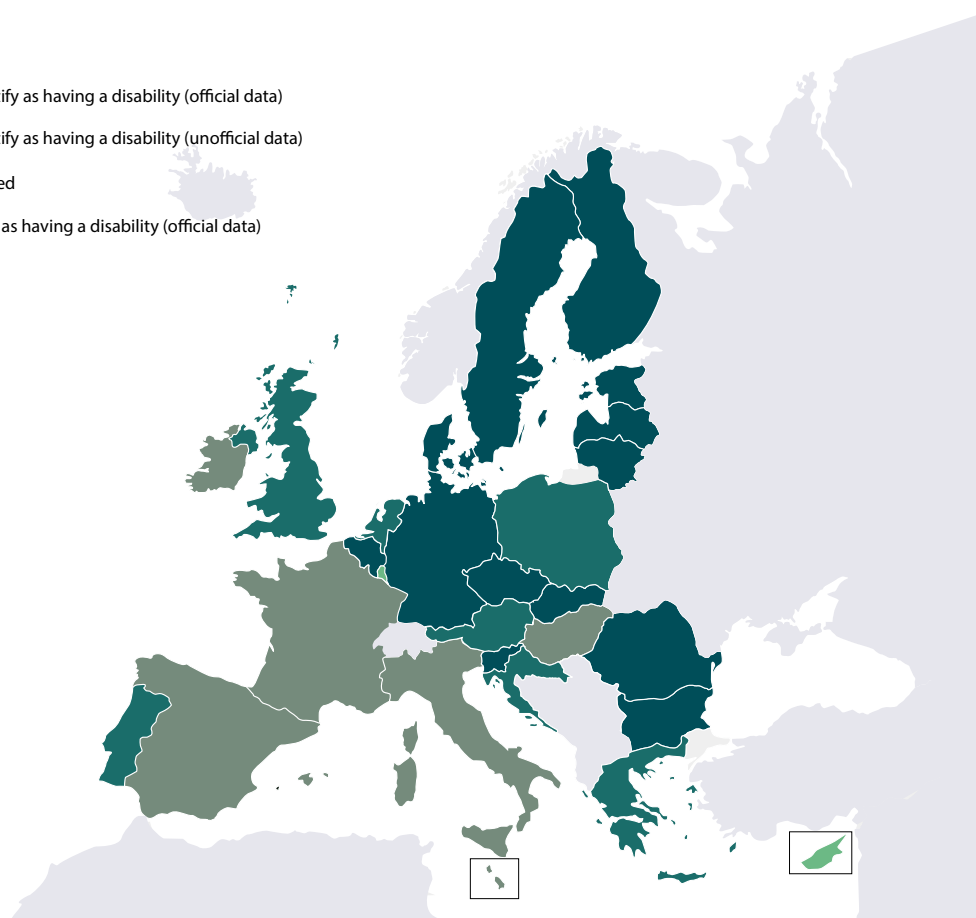 ify as having a disability (official data)
ify as having a disability (unofficial data)
ed
as having a disability (official data)